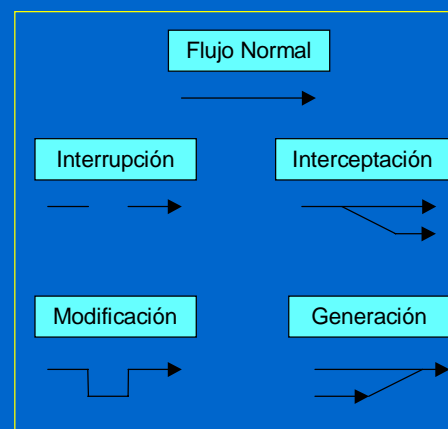 Flujo Normal
Interrupción
Interceptación
Modificación
Generación